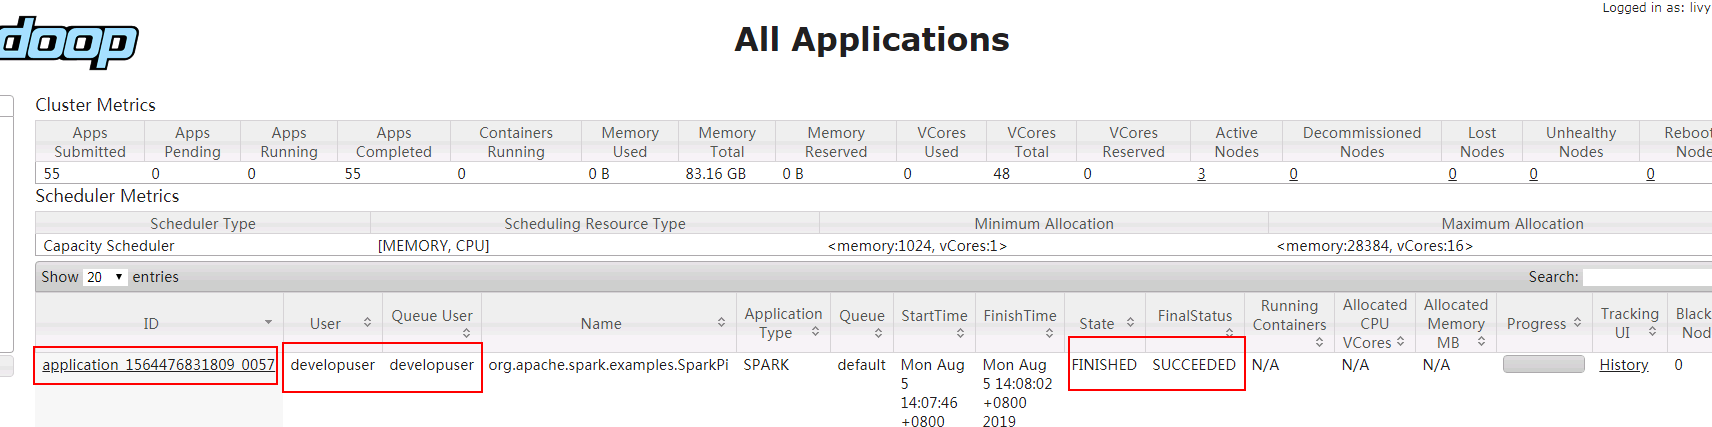 Logged in as: livy
doop
All Applications
Cluster Metrics
Apps Submitted Apps Pending Apps Running Apps Completed Containers Running Memory Used Memory Total Memory Reserved VCores Used VCores Total VCores Reserved Active Nodes Decommissioned Nodes Lost Nodes Unhealthy Nodes Reboot Node
55 0 0 55 0 0 B 83.16 GB 0 B 0 48 0 3 0 0 0 0
Scheduler Metrics
Scheduler Type Scheduling Resource Type Minimum Allocation Maximum Allocation
Capacity Scheduler [MEMORY, CPU] <memory:1024, vCores:1> <memory:28384, vCores:16>
Show 20 entries Search:
ID User Queue User Name Application Type Queue StartTime FinishTime State FinalStatus Running Containers Allocated CPU VCores Allocated Memory MB Progress Tracking UI Black Nod
application_1564476831809_0057 developuser developuser org.apache.spark.examples.SparkPi SPARK default Mon Aug 5 14:07:46 +0800 Mon Aug 5 14:08:02 +0800 2019 FINISHED SUCCEEDED N/A N/A N/A History 0